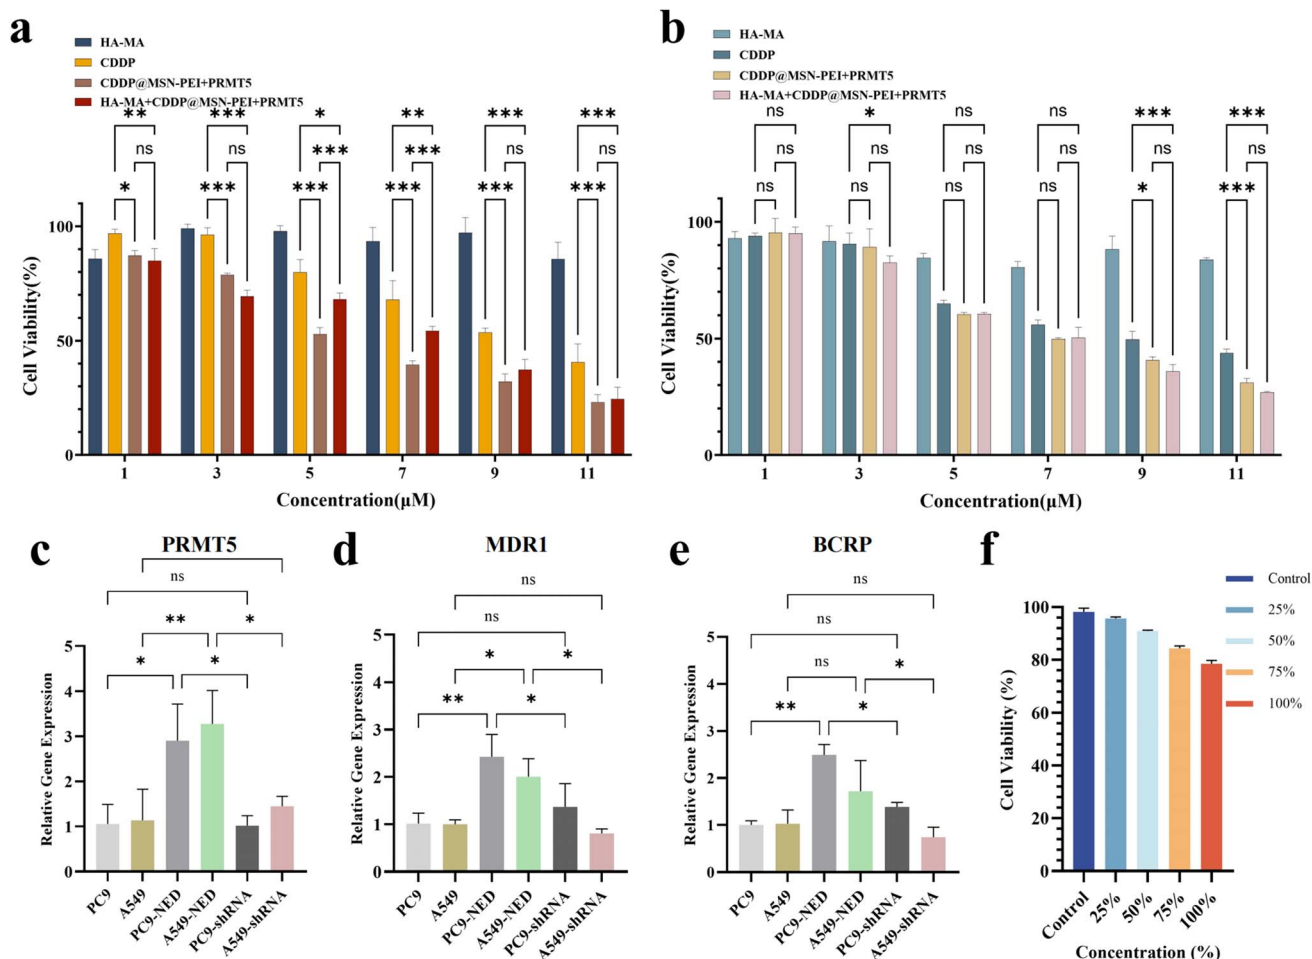 a
HA-MA
CDDP
CDDP@MSN-PEI+PRMT5
HA-MA+CDDP@MSN-PEI+PRMT5
** *** * ** *** ***
ns ns *** *** ns ns
* *** *** *** *** ***
100
50
0
Cell Viability(%)
1 3 5 7 9 11
Concentration(μM)
b
HA-MA
CDDP
CDDP@MSN-PEI+PRMT5
HA-MA+CDDP@MSN-PEI+PRMT5
ns * ns ns *** ***
ns ns ns ns ns ns
ns ns ns ns * ***
100
50
0
Cell Viability(%)
1 3 5 7 9 11
Concentration(μM)
c
PRMT5
ns
** *
* *
5
4
3
2
1
0
Relative Gene Expression
PC9
A549
PC9-NED
A549-NED
PC9-shRNA
A549-shRNA
d
MDR1
ns
ns
* *
** *
5
4
3
2
1
0
Relative Gene Expression
PC9
A549
PC9-NED
A549-NED
PC9-shRNA
A549-shRNA
e
BCRP
ns
ns
ns *
** *
5
4
3
2
1
0
Relative Gene Expression
PC9
A549
PC9-NED
A549-NED
PC9-shRNA
A549-shRNA
f
Control
25%
50%
75%
100%
100
80
60
40
20
0
Cell Viability (%)
Control
25%
50%
75%
100%
Concentration (%)